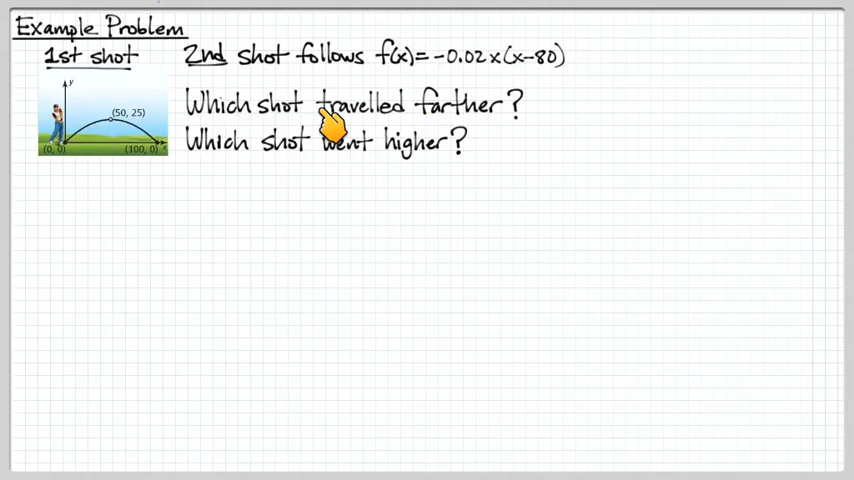 Example Problem
1st shot
2nd shot follows f(x)=-0.02x(x-80)
y
(50, 25)
(0, 0)
(100, 0)
x
Which shot travelled farther?
Which shot went higher?